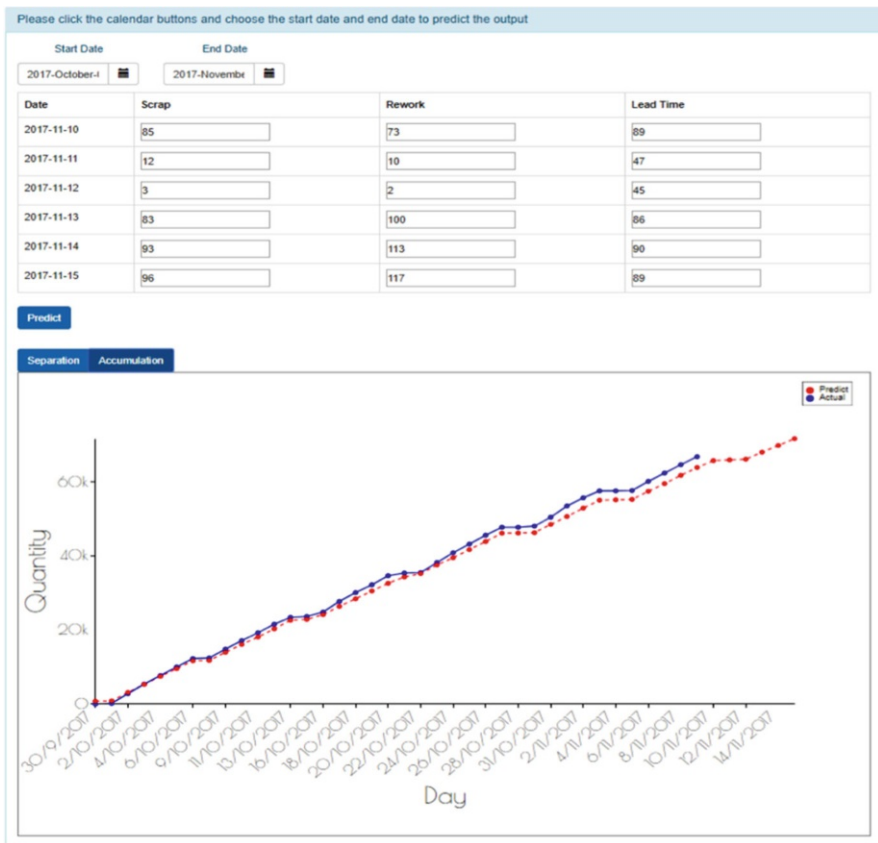 Please click the calendar buttons and choose the start date and end date to predict the output
Start Date End Date
2017-October-( 2017-Novembe
Date Scrap Rework Lead Time
2017-11-10 85 73 89
2017-11-11 12 10 47
2017-11-12 3 2 45
2017-11-13 83 100 86
2017-11-14 93 113 90
2017-11-15 96 117 89
Predict
Separation Accumulation
Predict
Actual
60k
40k
20k
0
Quantity
30/9/2017 2/10/2017 4/10/2017 6/10/2017 9/10/2017 11/10/2017 13/10/2017 16/10/2017 18/10/2017 20/10/2017 22/10/2017 24/10/2017 26/10/2017 28/10/2017 31/10/2017 2/11/2017 4/11/2017 6/11/2017 8/11/2017 10/11/2017 12/11/2017 14/11/2017
Day